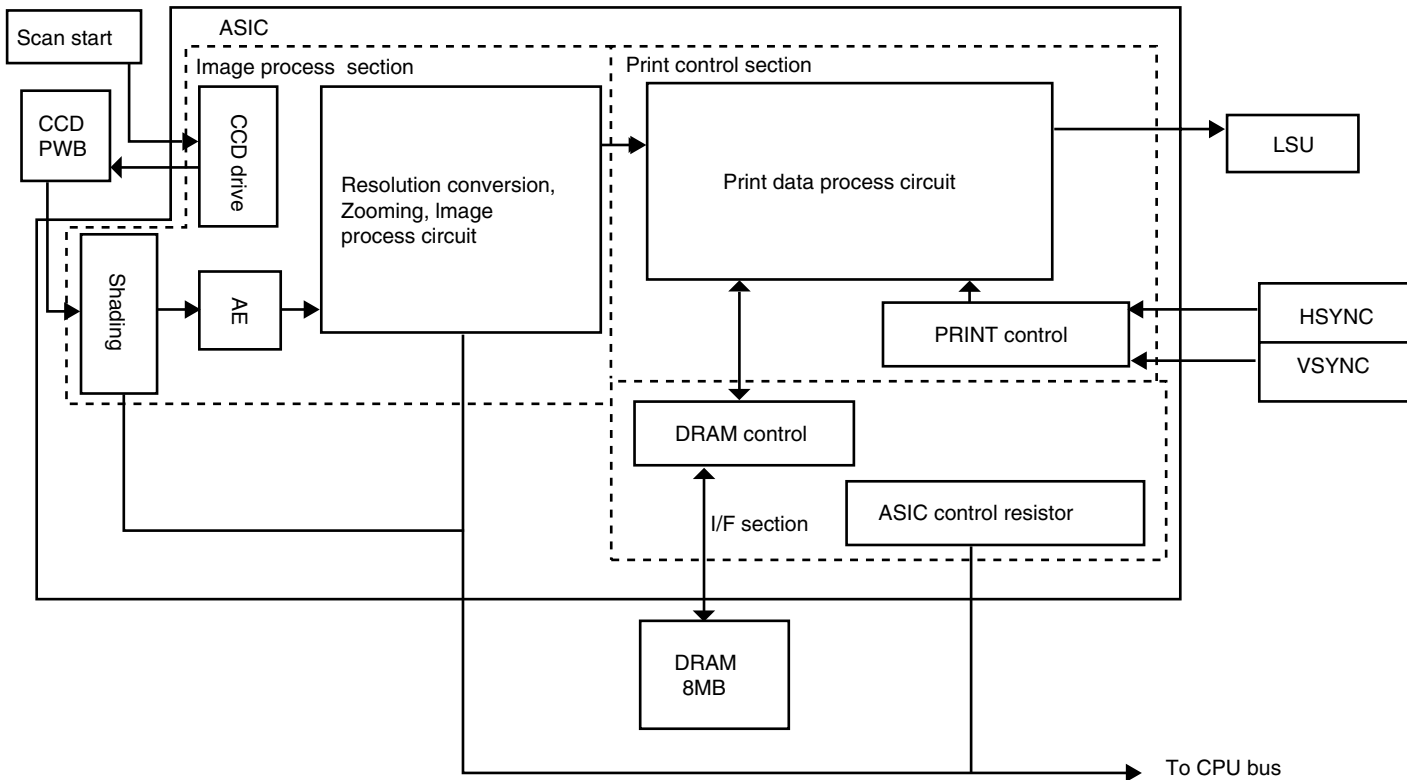 Scan start
ASIC
Image process section
Print control section
CCD
PWB
CCD drive
Resolution conversion,
Zooming, Image
process circuit
Print data process circuit
LSU
Shading
AE
PRINT control
HSYNC
VSYNC
DRAM control
ASIC control resistor
I/F section
DRAM
8MB
To CPU bus